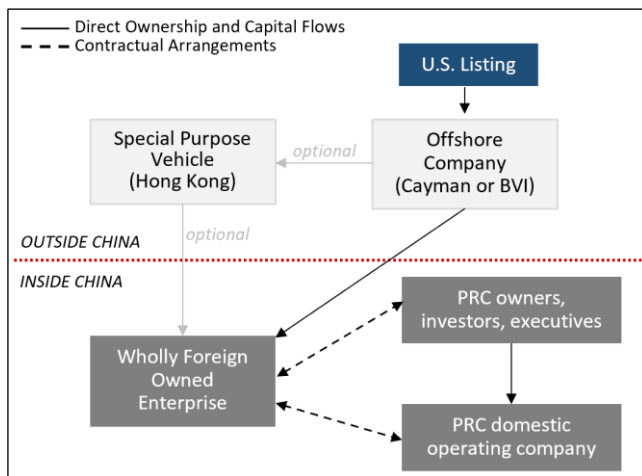 Direct Ownership and Capital Flows
Contractual Arrangements
U.S. Listing
Special Purpose
Vehicle
(Hong Kong)
optional
Offshore
Company
(Cayman or BVI)
optional
OUTSIDE CHINA
INSIDE CHINA
PRC owners,
investors, executives
Wholly Foreign
Owned
Enterprise
PRC domestic
operating company